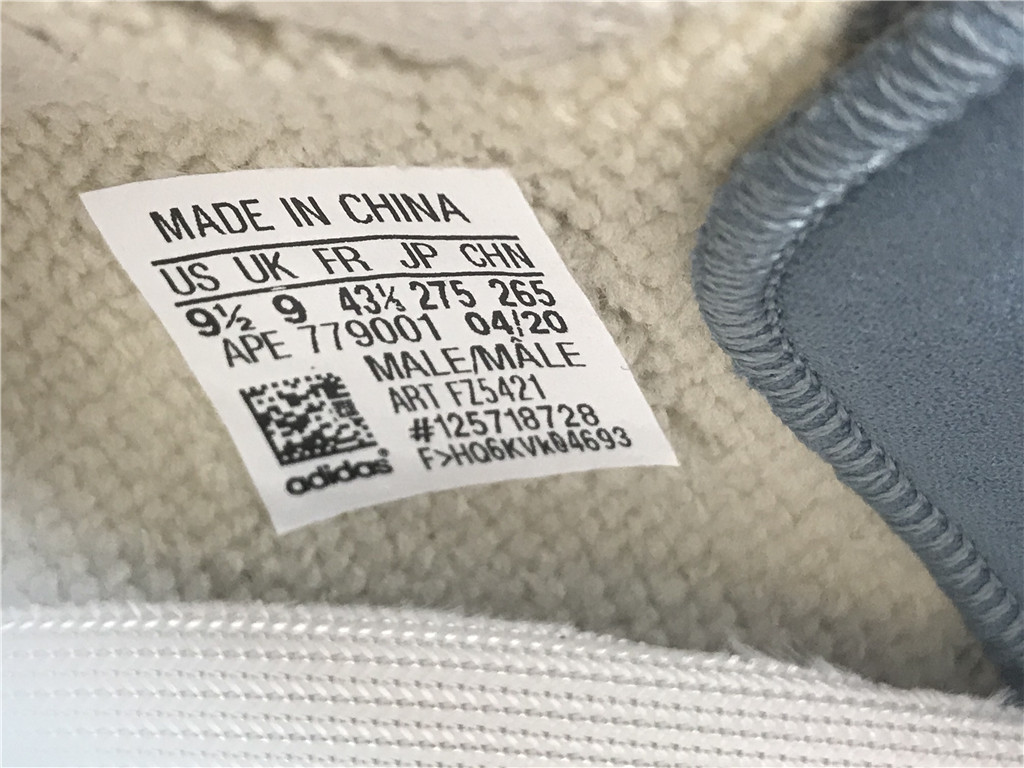 MADE IN CHINA
US UK FR JP CHN
9½ 9 43⅓ 275 265
APE 779001 04/20
MALE/MÂLE
ART FZ5421
#125718728
F>HQ6KVk04693
adidas